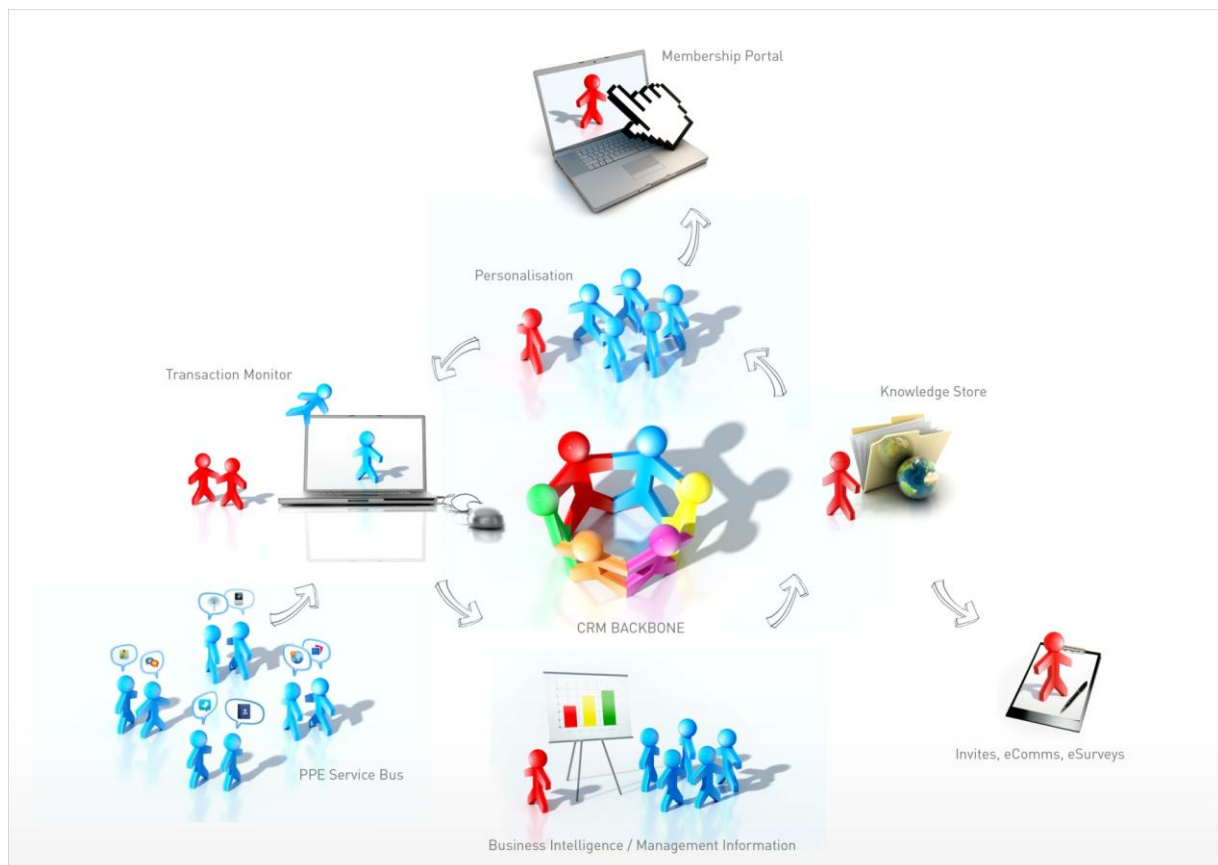 Membership Portal
Personalisation
Transaction Monitor
Knowledge Store
CRM BACKBONE
Invites, eComms, eSurveys
PPE Service Bus
Business Intelligence / Management Information